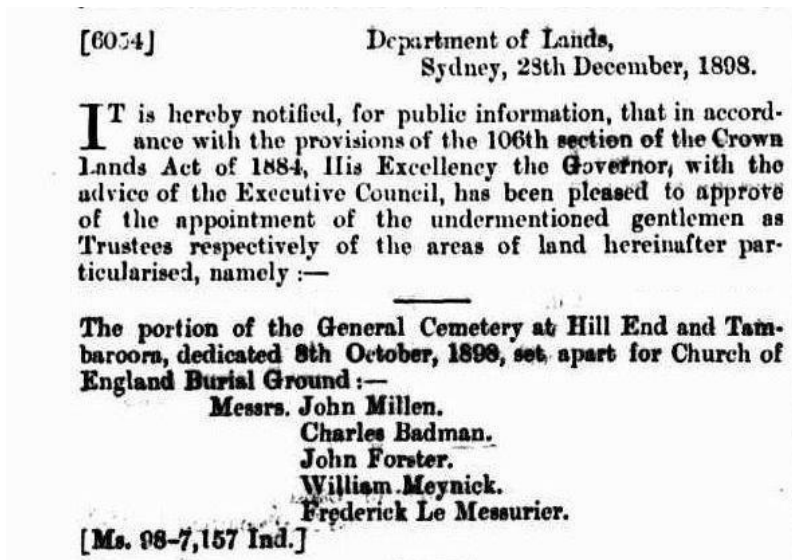 [6054] Department of Lands,
Sydney, 28th December, 1898.
IT is hereby notified, for public information, that in accord-
ance with the provisions of the 106th section of the Crown
Lands Act of 1884, His Excellency the Governor, with the
advice of the Executive Council, has been pleased to approve
of the appointment of the undermentioned gentlemen as
Trustees respectively of the areas of land hereinafter par-
ticularised, namely :—
The portion of the General Cemetery at Hill End and Tam-
baroora, dedicated 8th October, 1898, set apart for Church of
England Burial Ground :—
Messrs. John Millen.
Charles Badman.
John Forster.
William Meynick.
Frederick Le Messurier.
[Ms. 98-7,157 Ind.]